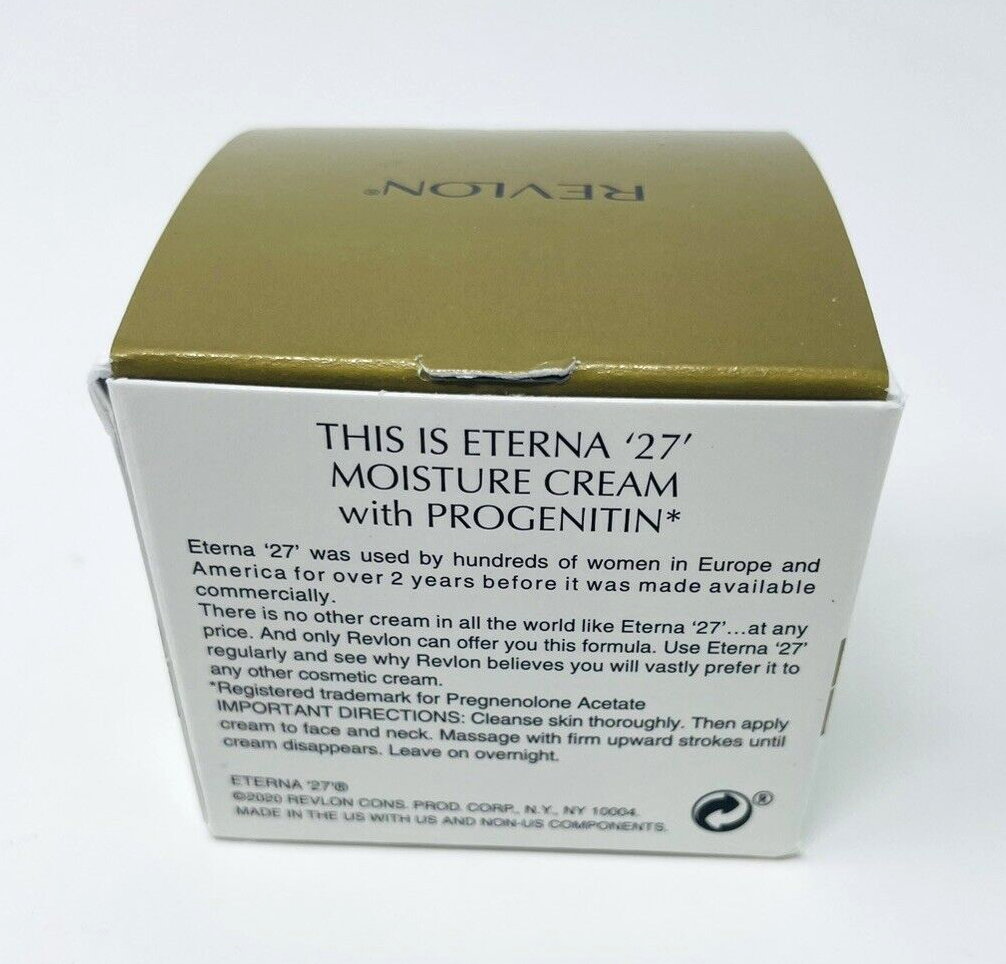 REVLON®
THIS IS ETERNA ‘27’
MOISTURE CREAM
with PROGENITIN*
Eterna ‘27’ was used by hundreds of women in Europe and
America for over 2 years before it was made available
commercially.
There is no other cream in all the world like Eterna ‘27’...at any
price. And only Revlon can offer you this formula. Use Eterna ‘27’
regularly and see why Revlon believes you will vastly prefer it to
any other cosmetic cream.
*Registered trademark for Pregnenolone Acetate
IMPORTANT DIRECTIONS: Cleanse skin thoroughly. Then apply
cream to face and neck. Massage with firm upward strokes until
cream disappears. Leave on overnight.
ETERNA ‘27’®
©2020 REVLON CONS. PROD. CORP., N.Y., NY 10004.
MADE IN THE US WITH US AND NON-US COMPONENTS.
®